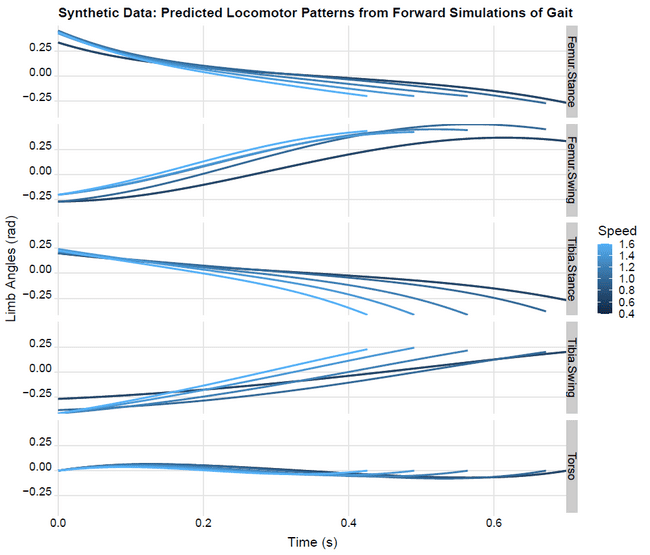 Synthetic Data: Predicted Locomotor Patterns from Forward Simulations of Gait
0.25
0.00
−0.25
Femur.Stance
0.25
0.00
−0.25
Femur.Swing
0.25
0.00
−0.25
Tibia.Stance
0.25
0.00
−0.25
Tibia.Swing
0.25
0.00
−0.25
Torso
Limb Angles (rad)
0.0
0.2
0.4
0.6
Time (s)
Speed
1.6
1.4
1.2
1.0
0.8
0.6
0.4